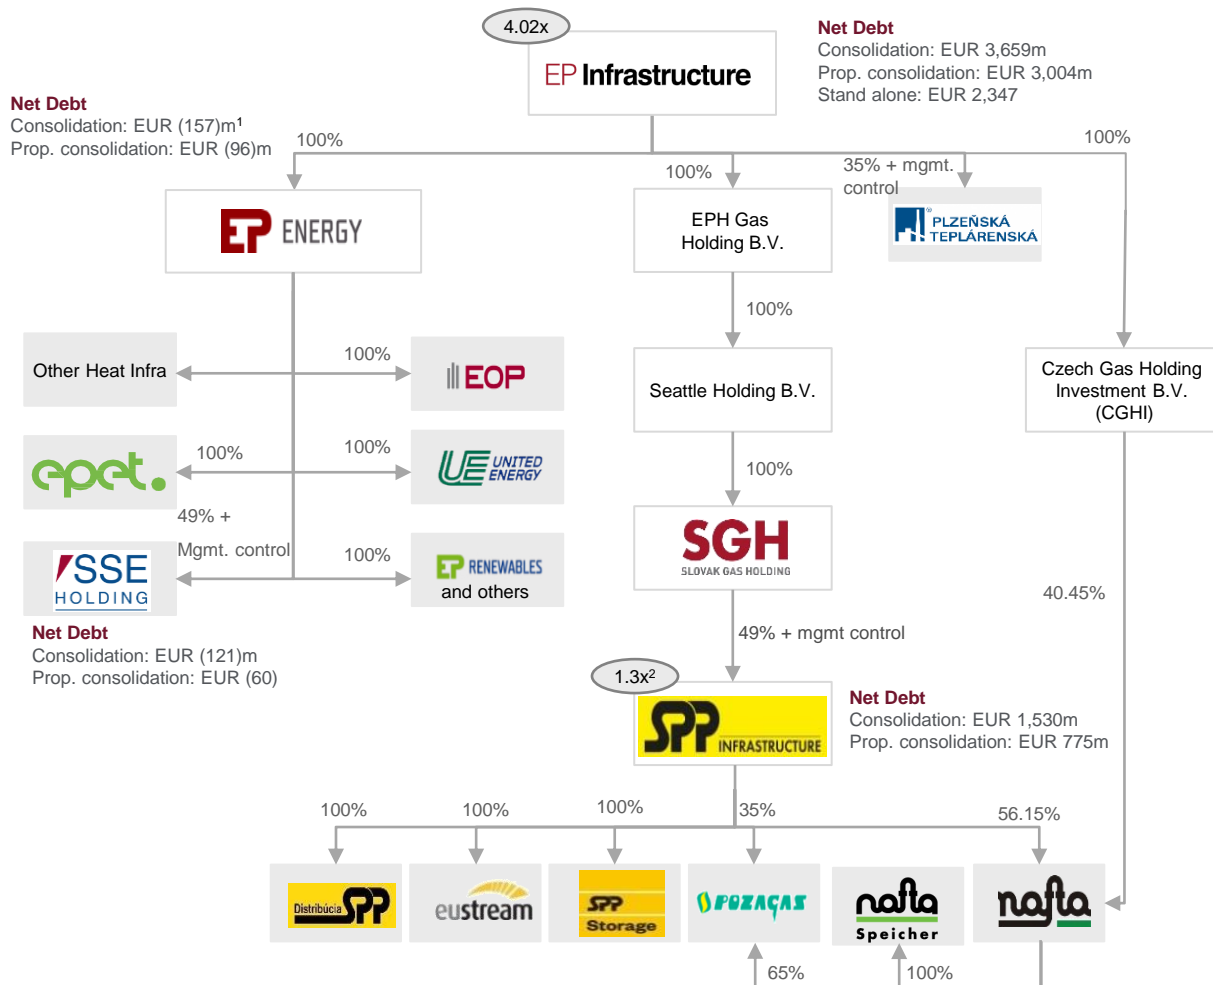 4.02x
EP Infrastructure
Net Debt
Consolidation: EUR 3,659m
Prop. consolidation: EUR 3,004m
Stand alone: EUR 2,347
Net Debt
Consolidation: EUR (157)m¹
Prop. consolidation: EUR (96)m
100%
100%
35% + mgmt.
control
100%
EP ENERGY
EPH Gas
Holding B.V.
PLZEŇSKÁ
TEPLÁRENSKÁ
®
100%
Other Heat Infra
100%
EOP
Seattle Holding B.V.
Czech Gas Holding
Investment B.V.
(CGHI)
epet.
100%
100%
UE UNITED
ENERGY
100%
49% +
Mgmt. control
SSE
HOLDING
100%
EP RENEWABLES
and others
SGH
SLOVAK GAS HOLDING
40.45%
Net Debt
Consolidation: EUR (121)m
Prop. consolidation: EUR (60)
49% + mgmt control
1.3x²
SPP
INFRASTRUCTURE
Net Debt
Consolidation: EUR 1,530m
Prop. consolidation: EUR 775m
100%
100%
100%
35%
56.15%
Distribúcia SPP
eustream
SPP
Storage
POZAGAS
nafta
Speicher
nafta
65%
100%